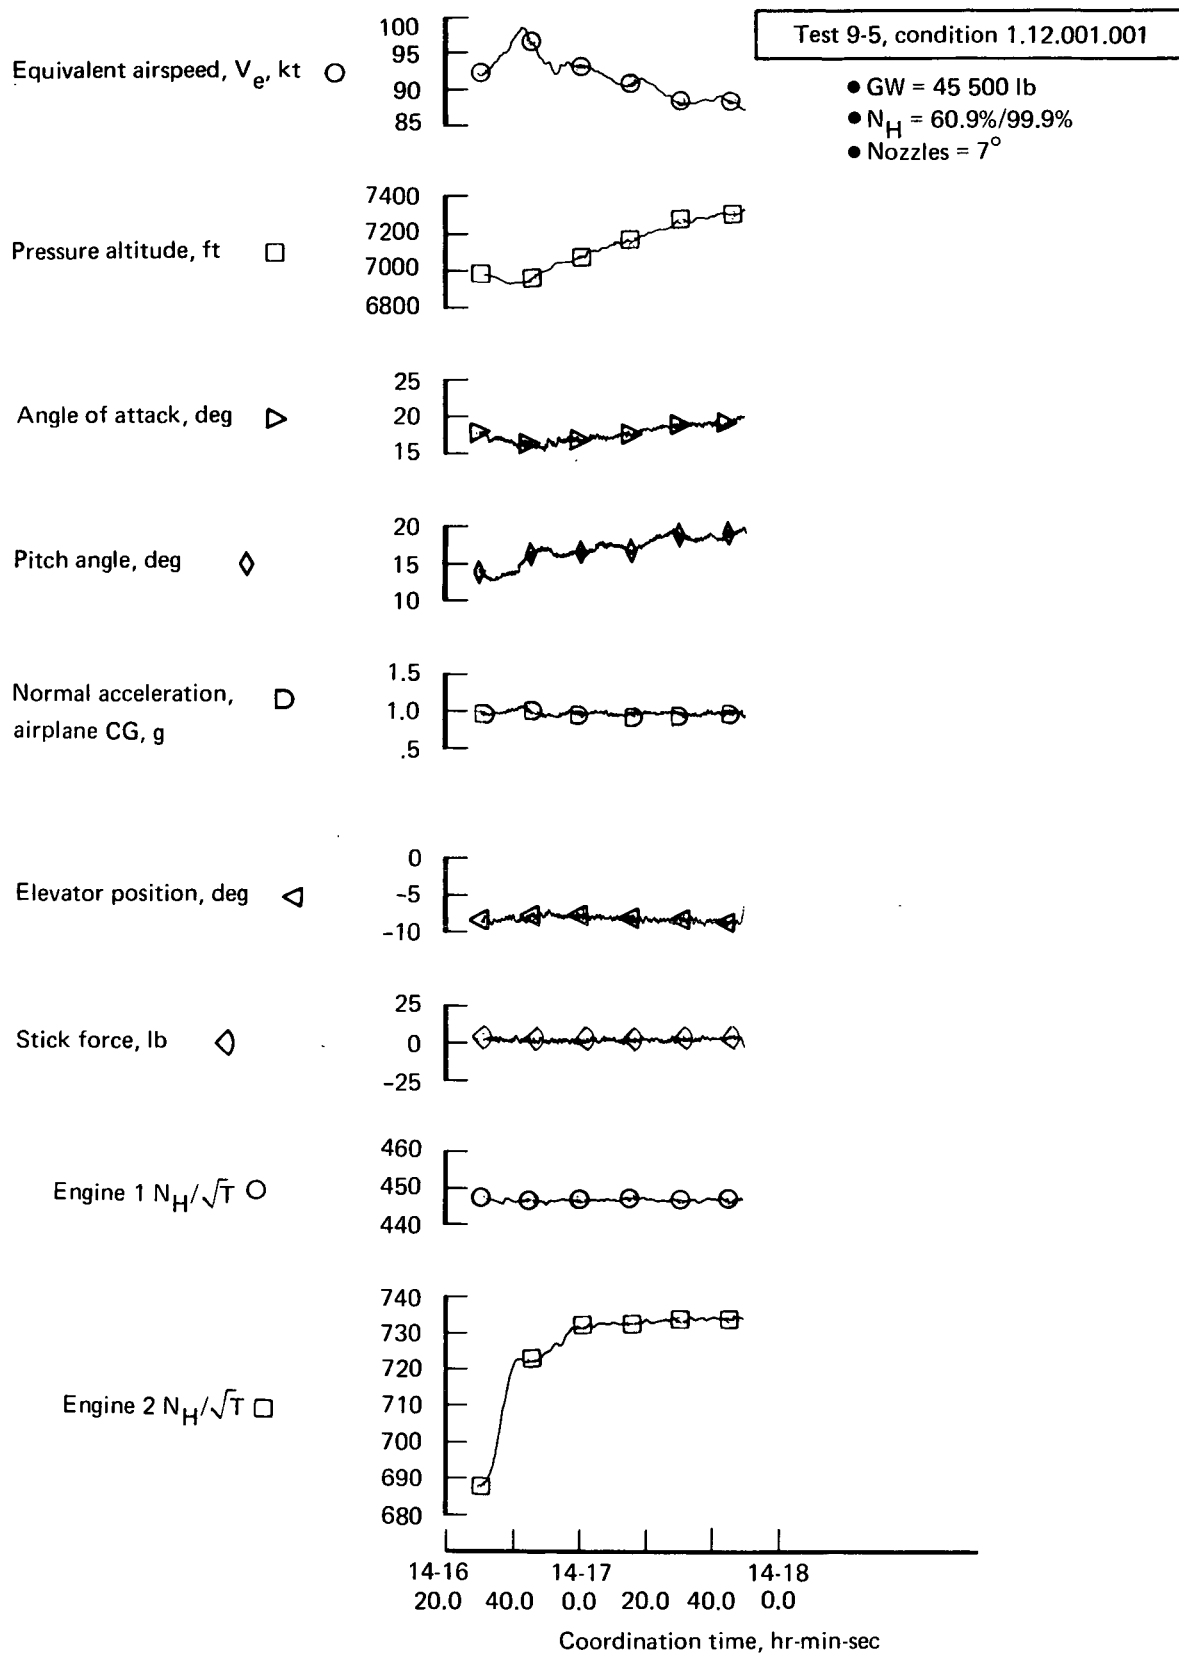 Test 9-5, condition 1.12.001.001
• GW = 45 500 lb
• N_H = 60.9%/99.9%
• Nozzles = 7°
Equivalent airspeed, V_e, kt
100
95
90
85
Pressure altitude, ft
7400
7200
7000
6800
Angle of attack, deg
25
20
15
Pitch angle, deg
20
15
10
Normal acceleration,
airplane CG, g
1.5
1.0
.5
Elevator position, deg
0
-5
-10
Stick force, lb
25
0
-25
Engine 1 N_H/√T
460
450
440
Engine 2 N_H/√T
740
730
720
710
700
690
680
14-16 14-17 14-18
20.0 40.0 0.0 20.0 40.0 0.0
Coordination time, hr-min-sec